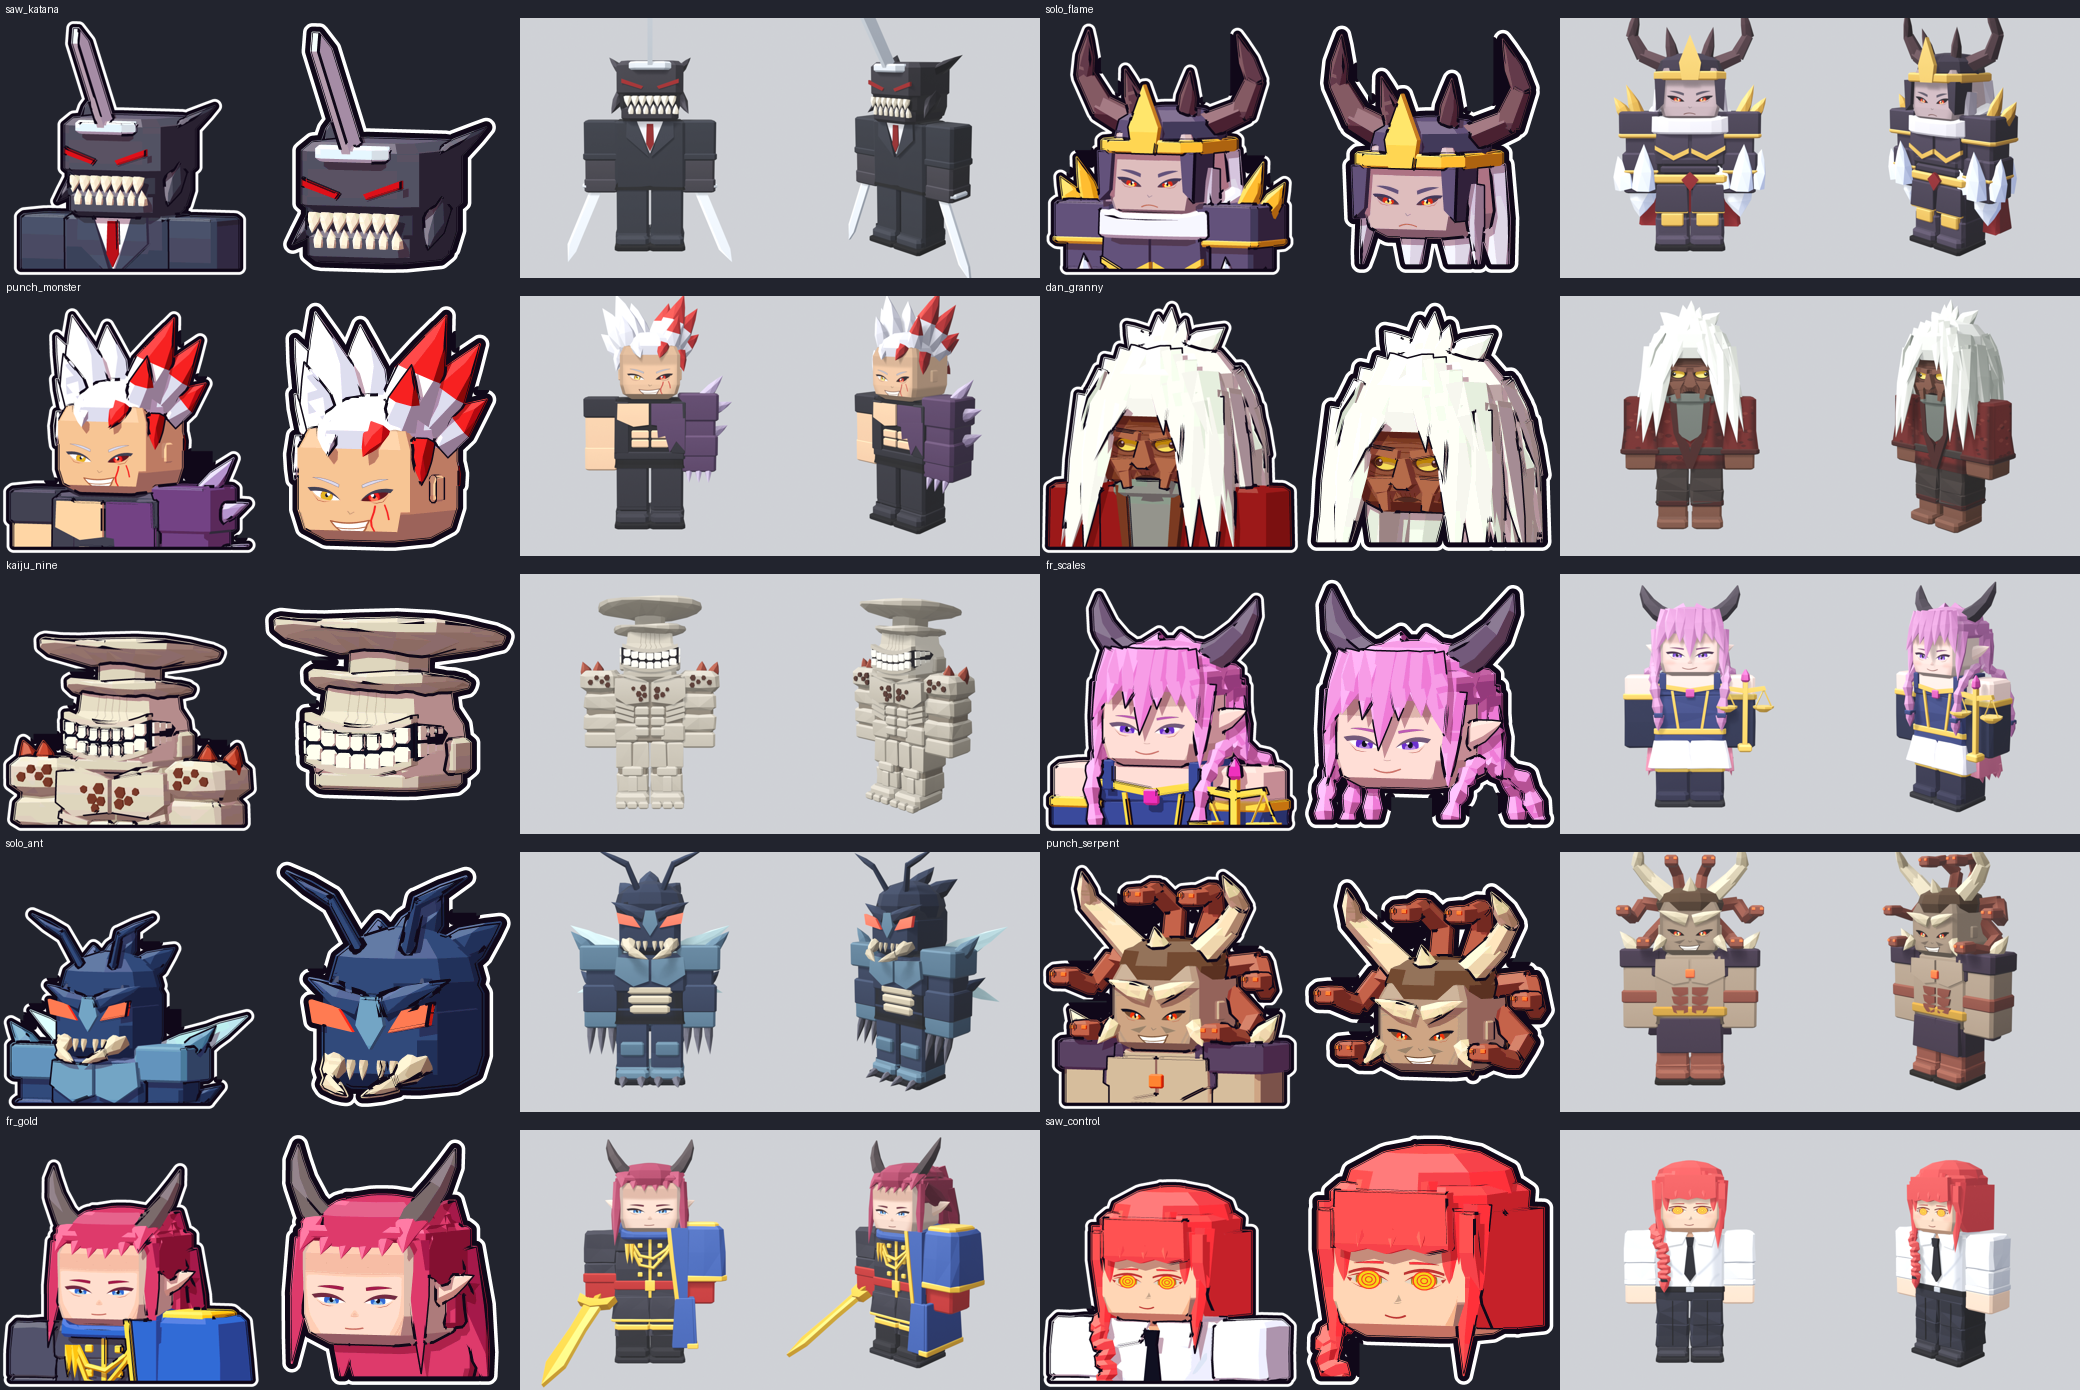 saw_katana
solo_flame
punch_monster
dan_granny
kaiju_nine
fr_scales
solo_ant
punch_serpent
fr_gold
saw_control